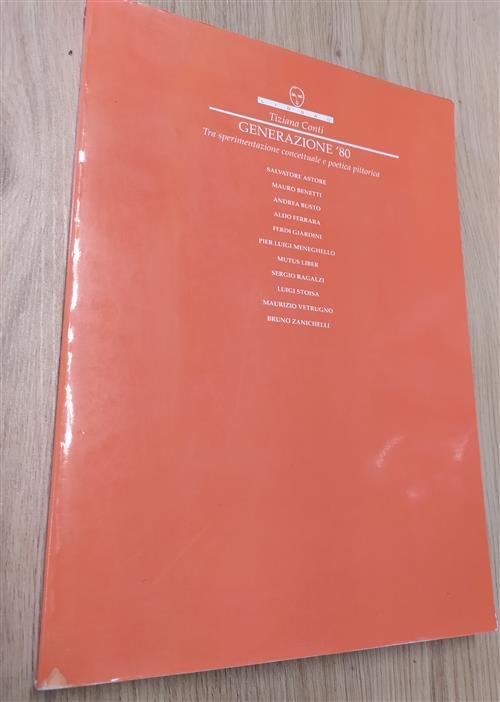 Tiziana Conti
GENERAZIONE '80
Tra sperimentazione concettuale e poetica pittorica
SALVATORE ASTORE
MAURO BENETTI
ANDREA BUSTO
ALDO FERRARA
FERDI GIARDINI
PIER LUIGI MENEGHELLO
MUTUS LIBER
SERGIO RAGALZI
LUIGI STOISA
MAURIZIO VETRUGNO
BRUNO ZANICHELLI